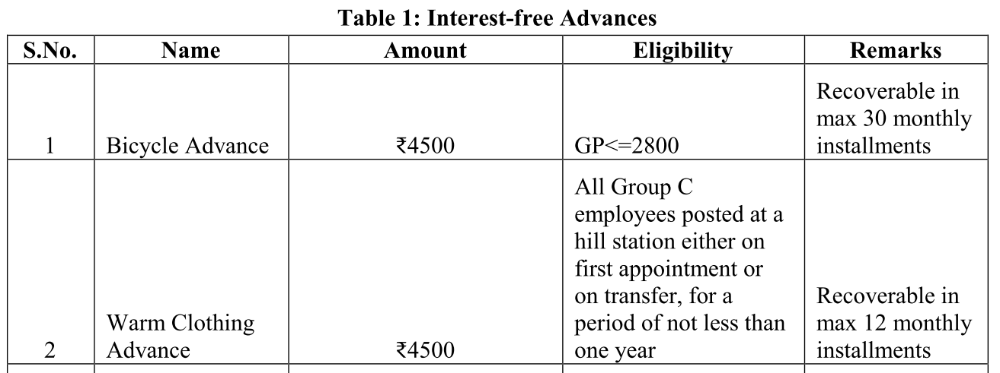 Table 1: Interest-free Advances
S.No. Name Amount Eligibility Remarks
1 Bicycle Advance ₹4500 GP<=2800 Recoverable in
max 30 monthly
installments
2 Warm Clothing
Advance ₹4500 All Group C
employees posted at a
hill station either on
first appointment or
on transfer, for a
period of not less than
one year Recoverable in
max 12 monthly
installments